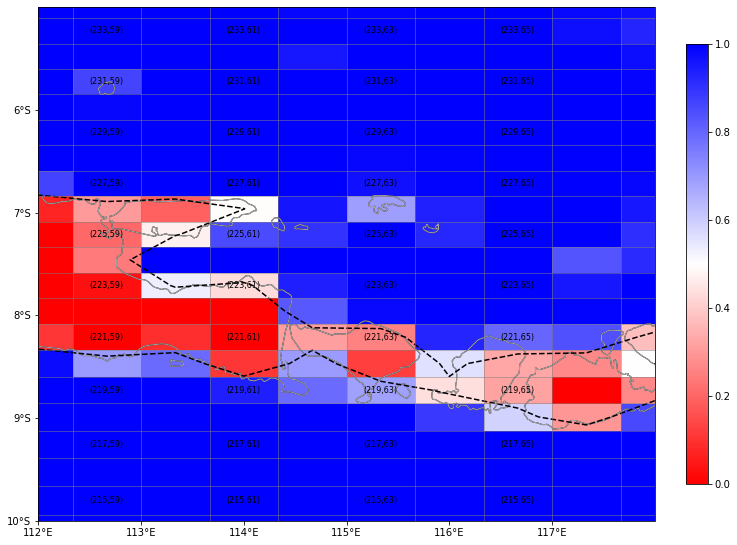 (233,59) (233,61) (233,63) (233,65)
1.0
(231,59) (231,61) (231,63) (231,65)
6°S
0.8
(229,59) (229,61) (229,63) (229,65)
(227,59) (227,61) (227,63) (227,65)
7°S
0.6
(225,59) (225,61) (225,63) (225,65)
(223,59) (223,61) (223,63) (223,65)
8°S
0.4
(221,59) (221,61) (221,63) (221,65)
(219,59) (219,61) (219,63) (219,65)
0.2
9°S
(217,59) (217,61) (217,63) (217,65)
0.0
(215,59) (215,61) (215,63) (215,65)
10°S
112°E 113°E 114°E 115°E 116°E 117°E